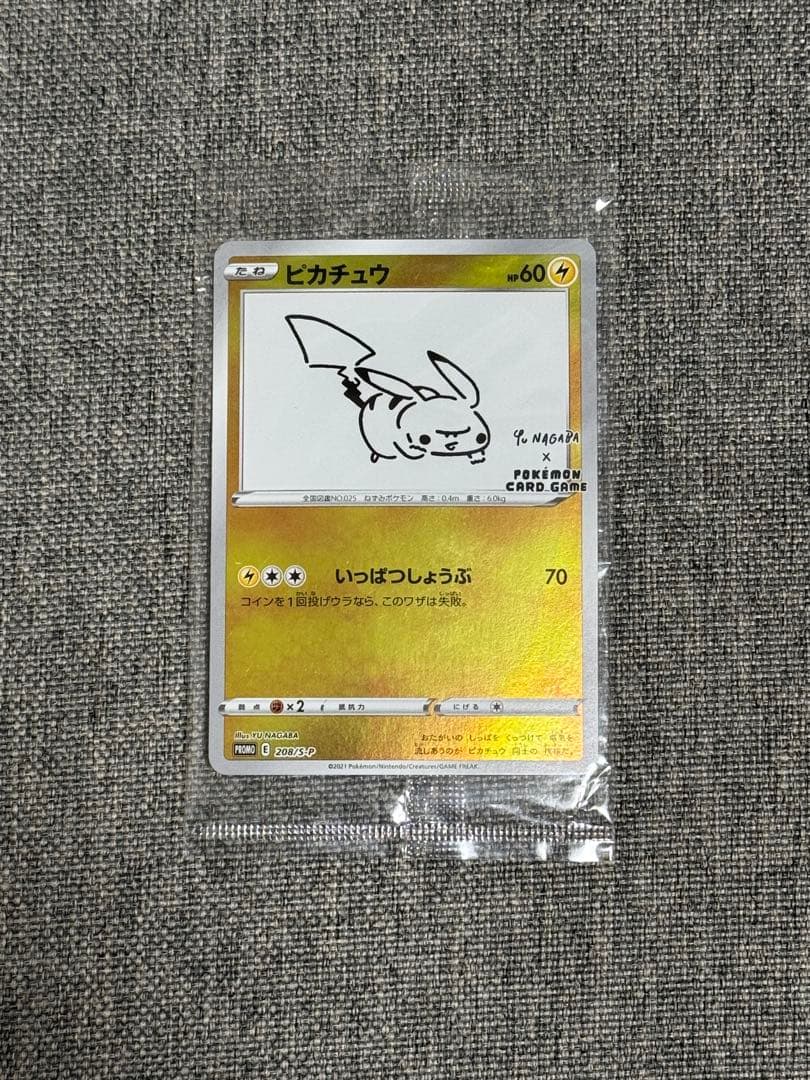 たね ピカチュウ HP60
Yu NAGABA
×
POKÉMON
CARD GAME
全国図鑑NO.025 ねずみポケモン 高さ：0.4m 重さ：6.0kg
いっぱつしょうぶ 70
コインを1回投げウラなら、このワザは失敗。
弱点 ×2 抵抗力 にげる
Illus. YU NAGABA
PROMO E 208/S-P
おたがいの しっぽを くっつけて 電気を
流しあうのが ピカチュウ 同士の 挨拶だ。
©2021 Pokémon/Nintendo/Creatures/GAME FREAK.